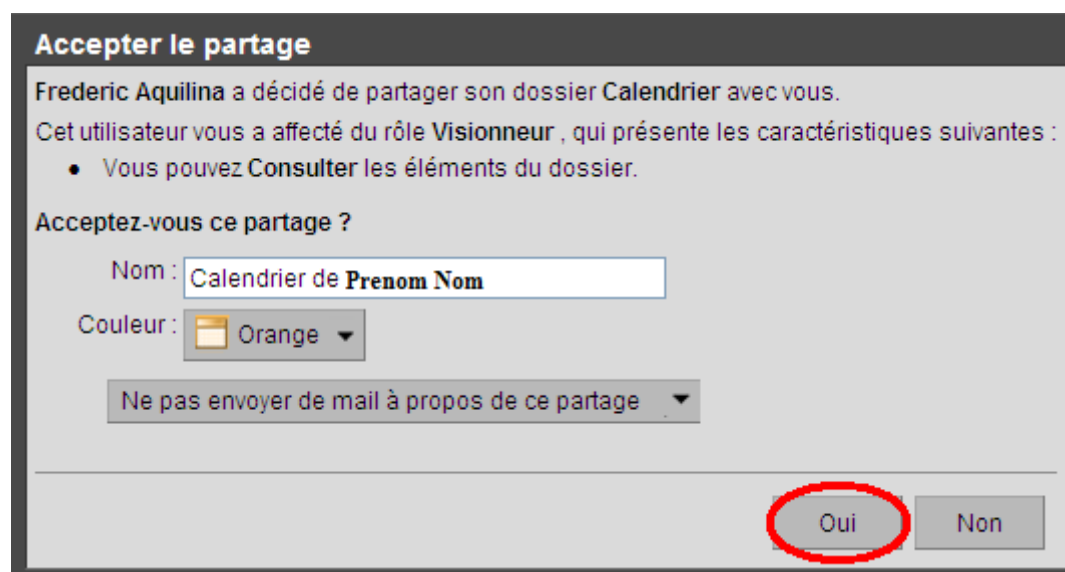 Accepter le partage
Frederic Aquilina a décidé de partager son dossier Calendrier avec vous.
Cet utilisateur vous a affecté du rôle Visionneur , qui présente les caractéristiques suivantes :
• Vous pouvez Consulter les éléments du dossier.
Acceptez-vous ce partage ?
Nom : Calendrier de Prenom Nom
Couleur : Orange
Ne pas envoyer de mail à propos de ce partage
Oui Non